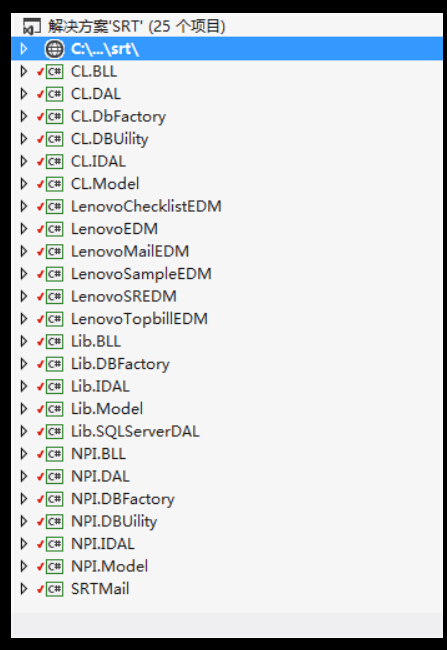 解决方案'SRT' (25 个项目)
C:\...\srt\
C# CL.BLL
C# CL.DAL
C# CL.DbFactory
C# CL.DBUility
C# CL.IDAL
C# CL.Model
C# LenovoChecklistEDM
C# LenovoEDM
C# LenovoMailEDM
C# LenovoSampleEDM
C# LenovoSREDM
C# LenovoTopbillEDM
C# Lib.BLL
C# Lib.DBFactory
C# Lib.IDAL
C# Lib.Model
C# Lib.SQLServerDAL
C# NPI.BLL
C# NPI.DAL
C# NPI.DBFactory
C# NPI.DBUility
C# NPI.IDAL
C# NPI.Model
C# SRTMail